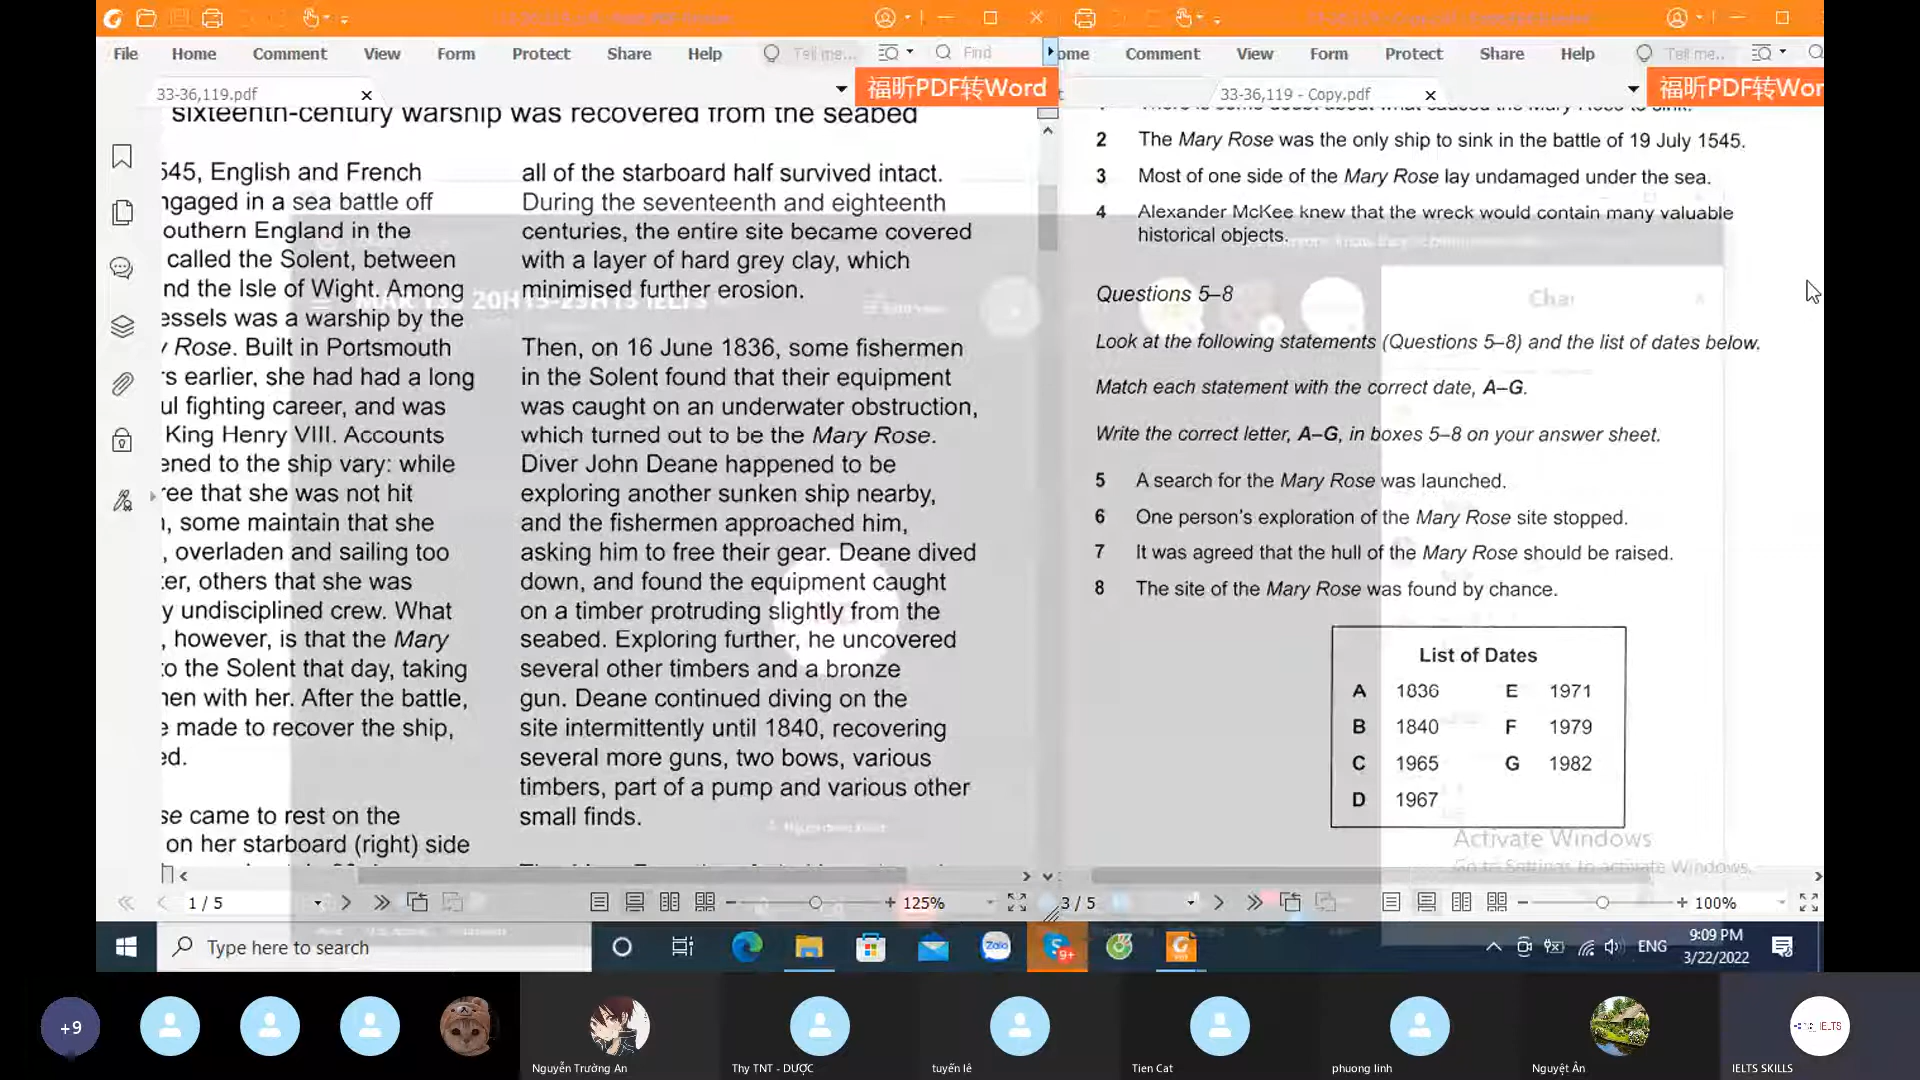 File Home Comment View Form Protect Share Help Tell me... Find
ome Comment View Form Protect Share Help Tell me...
33-36,119.pdf
福昕PDF转Word
33-36,119 - Copy.pdf
福昕PDF转Wor
sixteenth-century warship was recovered from the seabed
545, English and French
ngaged in a sea battle off
outhern England in the
called the Solent, between
nd the Isle of Wight. Among
essels was a warship by the
y Rose. Built in Portsmouth
rs earlier, she had had a long
ul fighting career, and was
King Henry VIII. Accounts
ened to the ship vary: while
ree that she was not hit
, some maintain that she
, overladen and sailing too
er, others that she was
y undisciplined crew. What
, however, is that the Mary
to the Solent that day, taking
nen with her. After the battle,
e made to recover the ship,
ed.
se came to rest on the
on her starboard (right) side
all of the starboard half survived intact.
During the seventeenth and eighteenth
centuries, the entire site became covered
with a layer of hard grey clay, which
minimised further erosion.
Then, on 16 June 1836, some fishermen
in the Solent found that their equipment
was caught on an underwater obstruction,
which turned out to be the Mary Rose.
Diver John Deane happened to be
exploring another sunken ship nearby,
and the fishermen approached him,
asking him to free their gear. Deane dived
down, and found the equipment caught
on a timber protruding slightly from the
seabed. Exploring further, he uncovered
several other timbers and a bronze
gun. Deane continued diving on the
site intermittently until 1840, recovering
several more guns, two bows, various
timbers, part of a pump and various other
small finds.
2 The Mary Rose was the only ship to sink in the battle of 19 July 1545.
3 Most of one side of the Mary Rose lay undamaged under the sea.
4 Alexander McKee knew that the wreck would contain many valuable
historical objects.
Questions 5–8
Look at the following statements (Questions 5–8) and the list of dates below.
Match each statement with the correct date, A–G.
Write the correct letter, A–G, in boxes 5–8 on your answer sheet.
5 A search for the Mary Rose was launched.
6 One person's exploration of the Mary Rose site stopped.
7 It was agreed that the hull of the Mary Rose should be raised.
8 The site of the Mary Rose was found by chance.
List of Dates
A 1836 E 1971
B 1840 F 1979
C 1965 G 1982
D 1967
Activate Windows
Go to Settings to activate Windows.
1 / 5
125%
3 / 5
100%
Type here to search
Zalo
9+
ENG
9:09 PM
3/22/2022
+9
Nguyễn Trường An
Thy TNT - DƯỢC
tuyến lê
Tien Cat
phuong linh
Nguyệt Ân
IELTS SKILLS